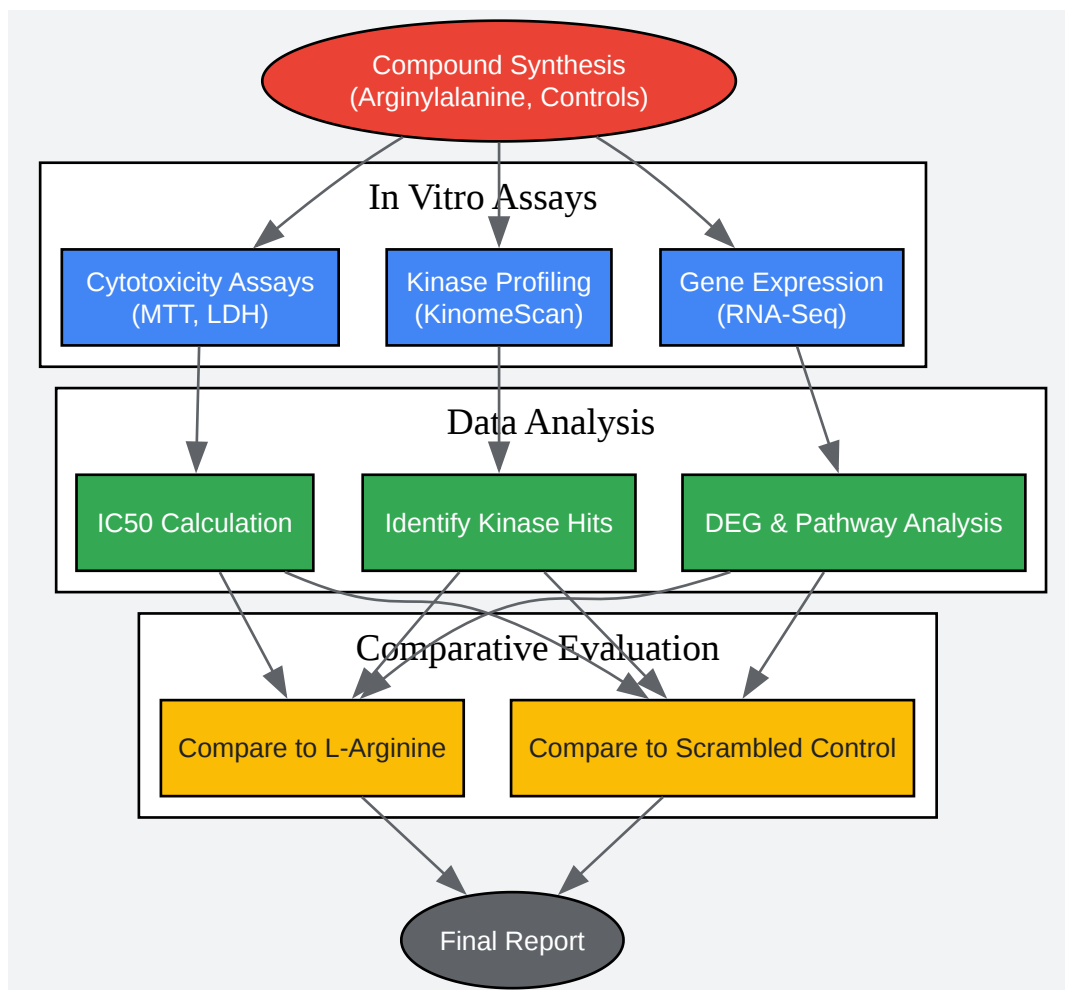 Compound Synthesis
(Arginylalanine, Controls)
In Vitro Assays
Cytotoxicity Assays
(MTT, LDH)
Kinase Profiling
(KinomeScan)
Gene Expression
(RNA-Seq)
Data Analysis
IC50 Calculation
Identify Kinase Hits
DEG & Pathway Analysis
Comparative Evaluation
Compare to L-Arginine
Compare to Scrambled Control
Final Report